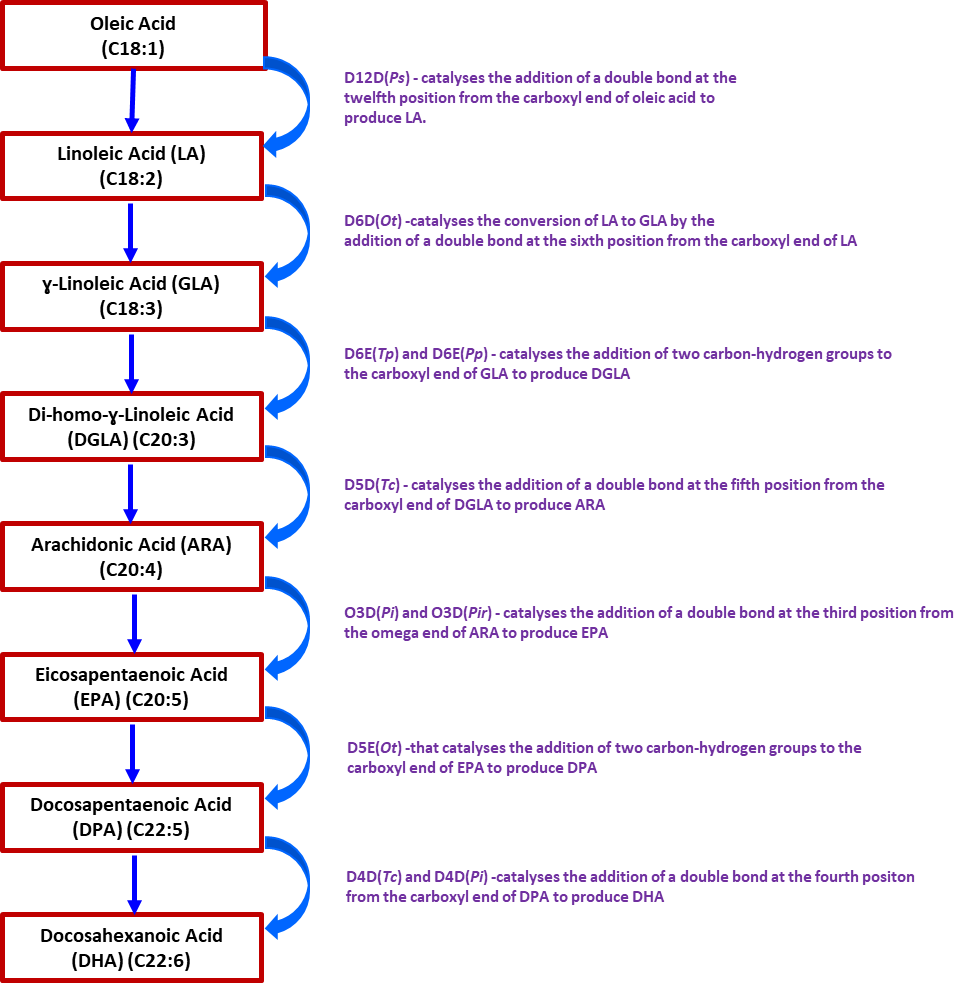 Oleic Acid
(C18:1)
D12D(Ps) - catalyses the addition of a double bond at the
twelfth position from the carboxyl end of oleic acid to
produce LA.
Linoleic Acid (LA)
(C18:2)
D6D(Ot) -catalyses the conversion of LA to GLA by the
addition of a double bond at the sixth position from the carboxyl end of LA
ɣ-Linoleic Acid (GLA)
(C18:3)
D6E(Tp) and D6E(Pp) - catalyses the addition of two carbon-hydrogen groups to
the carboxyl end of GLA to produce DGLA
Di-homo-ɣ-Linoleic Acid
(DGLA) (C20:3)
D5D(Tc) - catalyses the addition of a double bond at the fifth position from the
carboxyl end of DGLA to produce ARA
Arachidonic Acid (ARA)
(C20:4)
O3D(Pi) and O3D(Pir) - catalyses the addition of a double bond at the third position from
the omega end of ARA to produce EPA
Eicosapentaenoic Acid
(EPA) (C20:5)
D5E(Ot) -that catalyses the addition of two carbon-hydrogen groups to the
carboxyl end of EPA to produce DPA
Docosapentaenoic Acid
(DPA) (C22:5)
D4D(Tc) and D4D(Pi) -catalyses the addition of a double bond at the fourth positon
from the carboxyl end of DPA to produce DHA
Docosahexanoic Acid
(DHA) (C22:6)